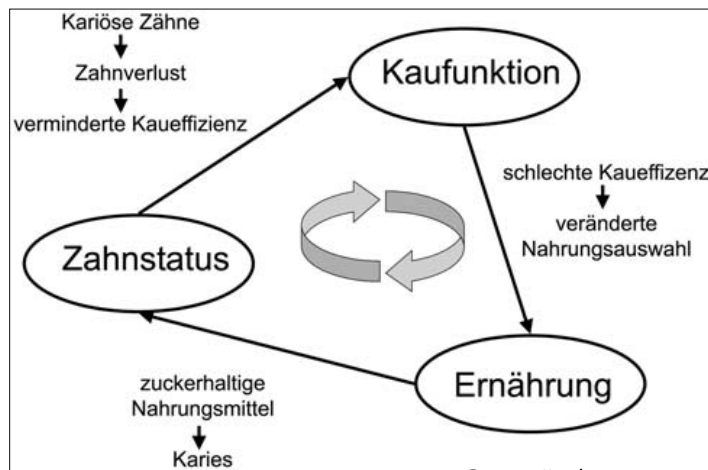 Kariöse Zähne
Zahnverlust
verminderte Kaueffizienz
Kaufunktion
schlechte Kaueffizenz
veränderte
Nahrungsauswahl
Zahnstatus
Ernährung
zuckerhaltige
Nahrungsmittel
Karies